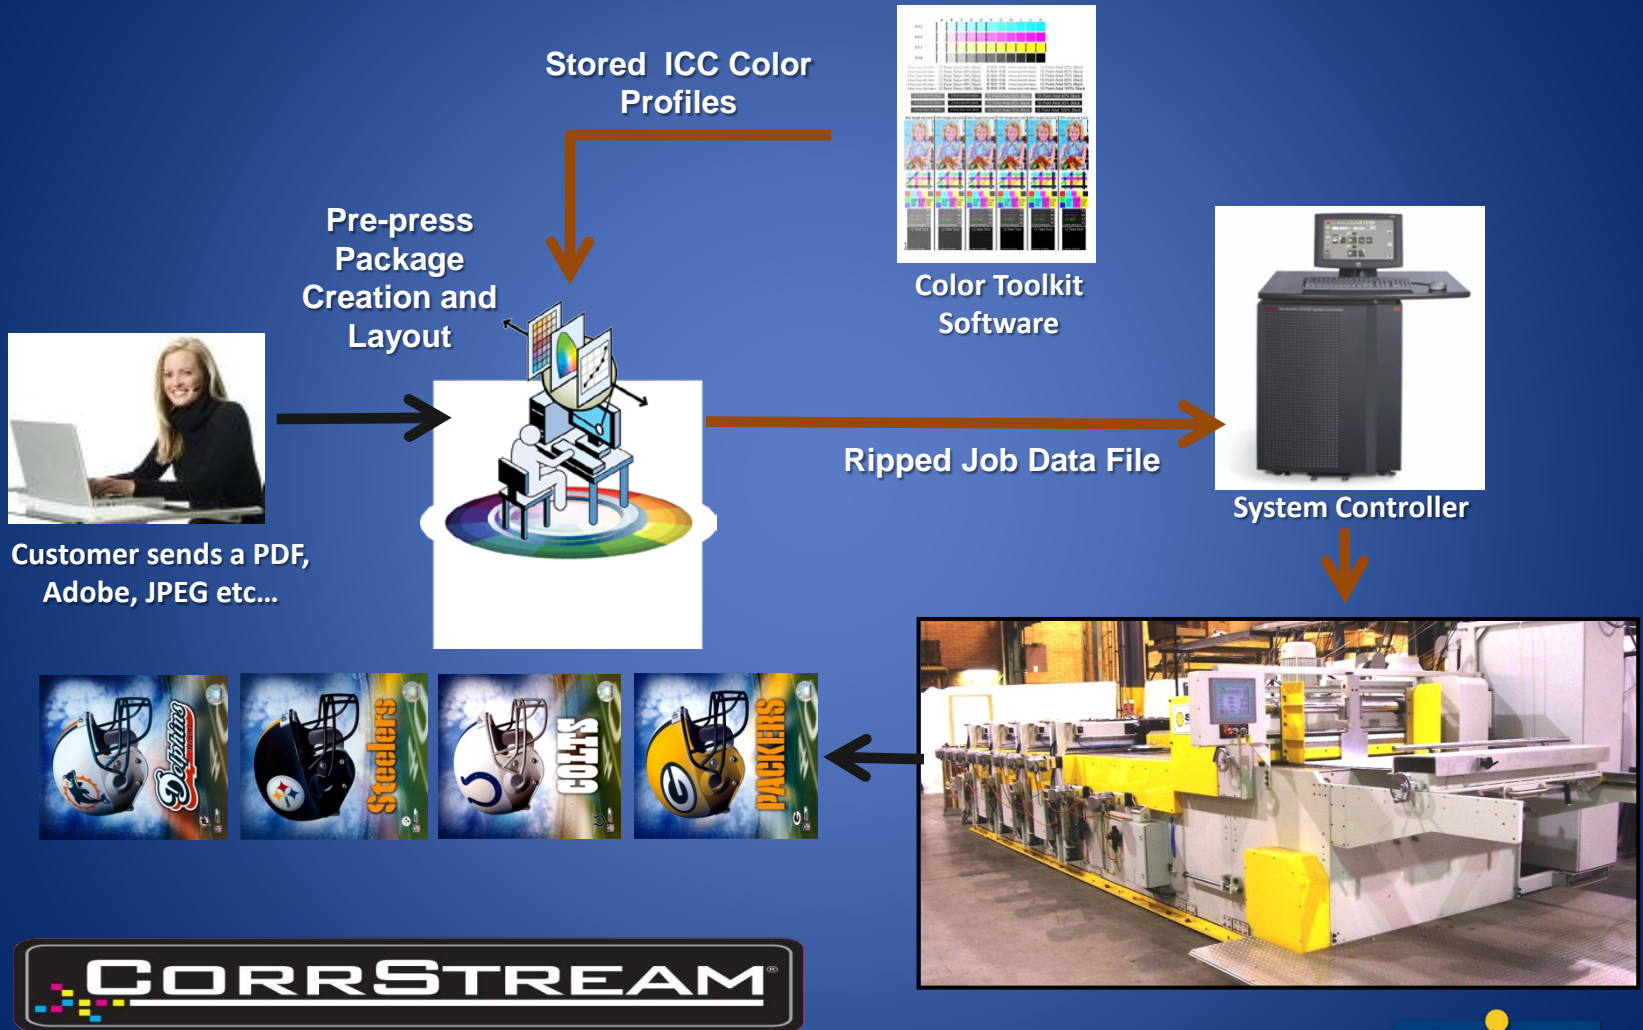 Stored ICC Color
Profiles
Pre-press
Package
Creation and
Layout
Color Toolkit
Software
Ripped Job Data File
System Controller
Customer sends a PDF,
Adobe, JPEG etc...
Dolphins
Steelers
COLTS
PACKERS
CORRSTREAM®